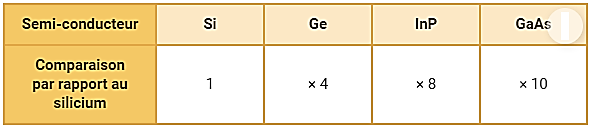 Semi-conducteur Si Ge InP GaAs
Comparaison
par rapport au 1 × 4 × 8 × 10
silicium